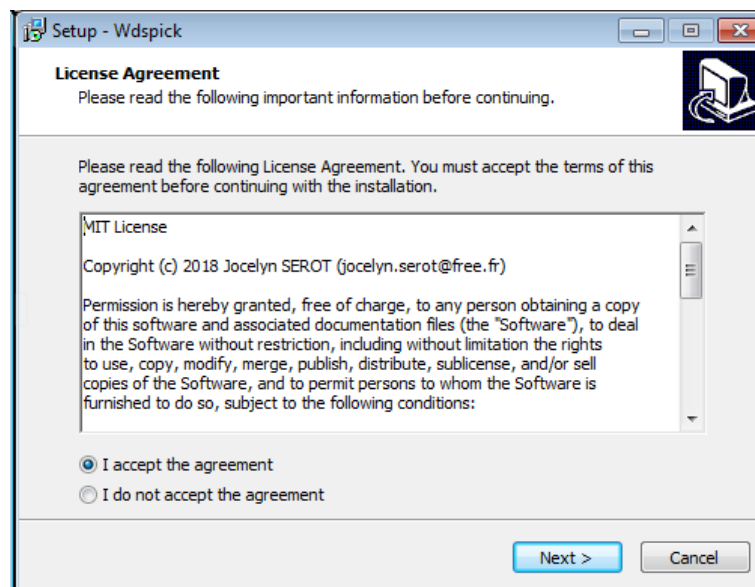 Setup - Wdspick
License Agreement
Please read the following important information before continuing.
Please read the following License Agreement. You must accept the terms of this
agreement before continuing with the installation.
MIT License
Copyright (c) 2018 Jocelyn SEROT (jocelyn.serot@free.fr)
Permission is hereby granted, free of charge, to any person obtaining a copy
of this software and associated documentation files (the "Software"), to deal
in the Software without restriction, including without limitation the rights
to use, copy, modify, merge, publish, distribute, sublicense, and/or sell
copies of the Software, and to permit persons to whom the Software is
furnished to do so, subject to the following conditions:
I accept the agreement
I do not accept the agreement
Next >
Cancel